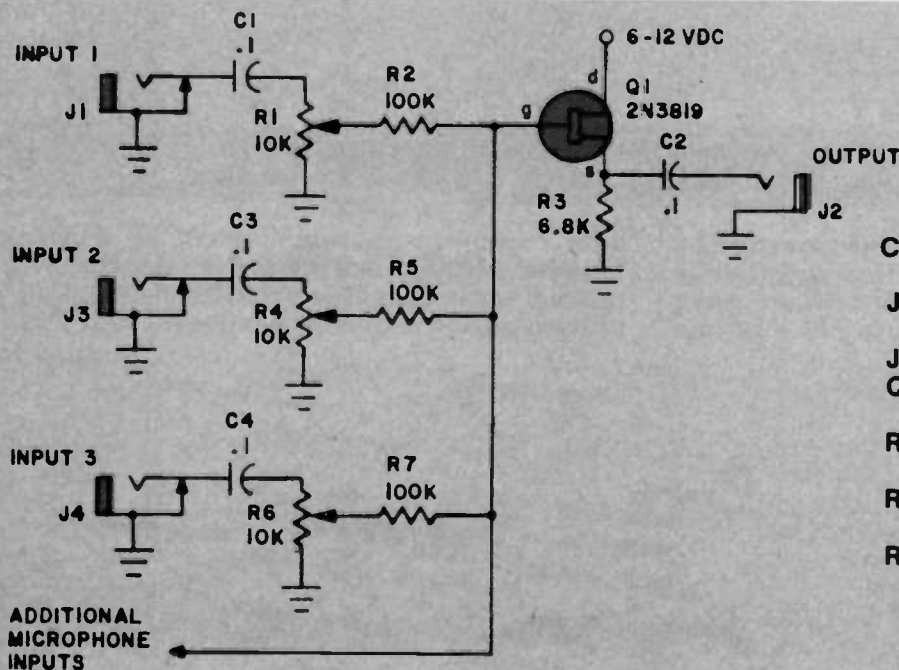 INPUT 1
C1
.1
J1
R1
10K
R2
100K
6-12 VDC
d
g
s
Q1
2N3819
C2
.1
OUTPUT
J2
R3
6.8K
INPUT 2
C3
.1
J3
R4
10K
R5
100K
INPUT 3
C4
.1
J4
R6
10K
R7
100K
ADDITIONAL
MICROPHONE
INPUTS
C
J
J
R
R
R